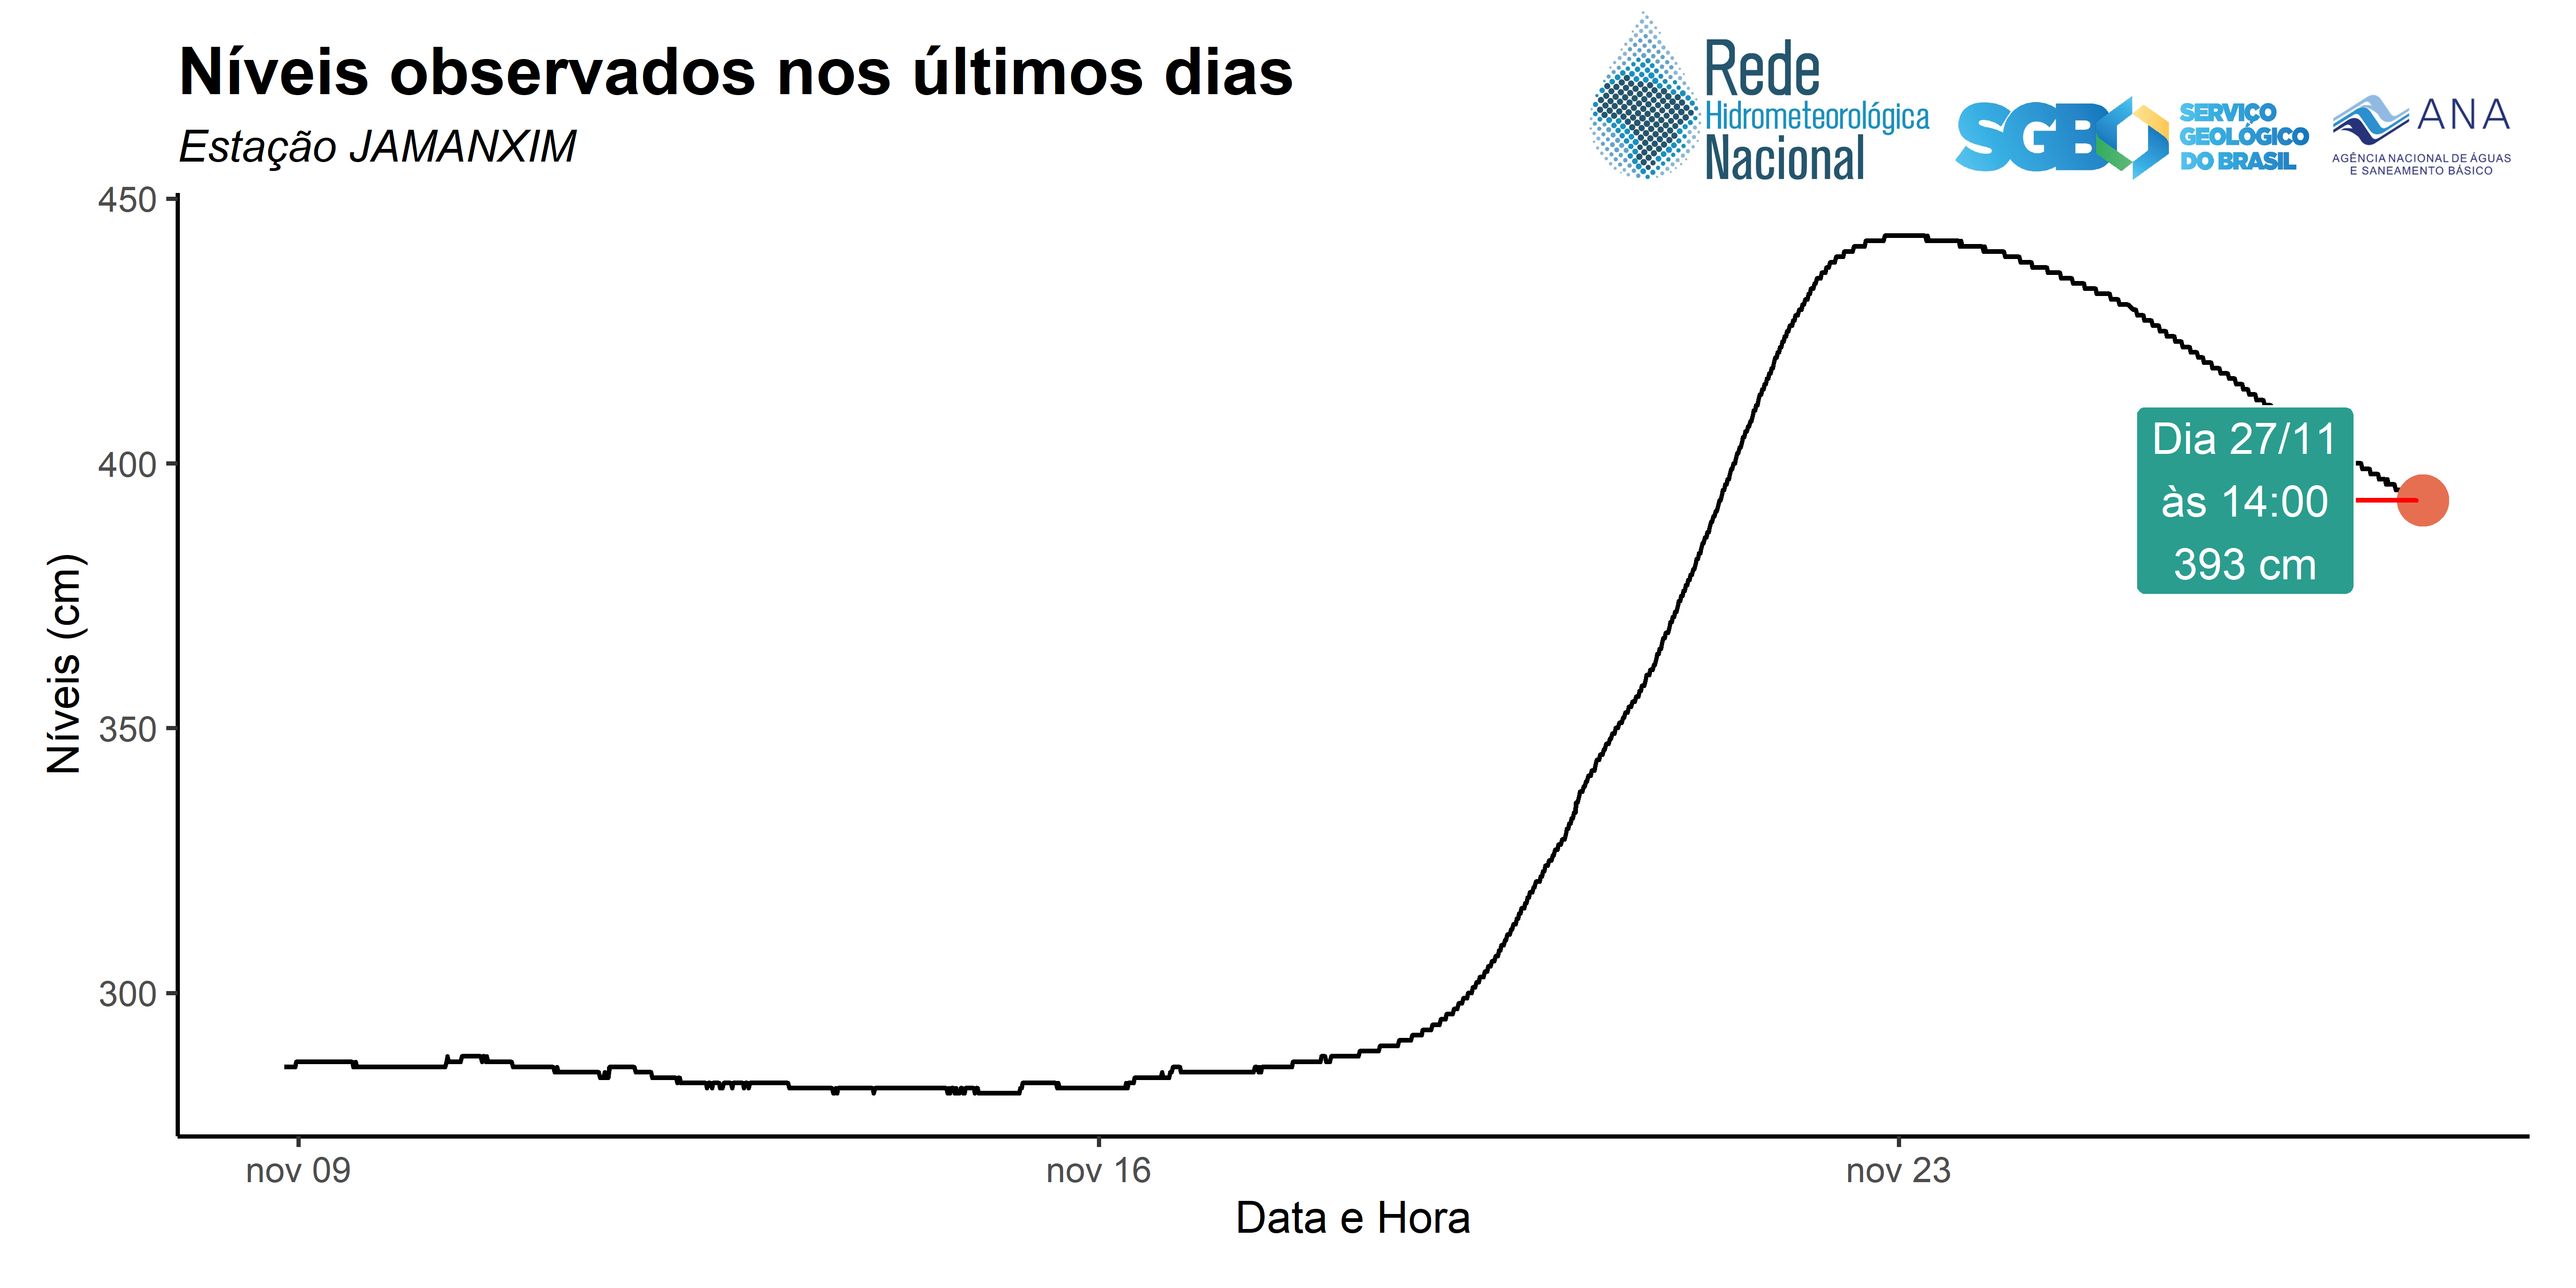 Níveis observados nos últimos dias
Estação JAMANXIM
Rede
Hidrometeorológica
Nacional
SGB
SERVIÇO
GEOLÓGICO
DO BRASIL
ANA
AGÊNCIA NACIONAL DE ÁGUAS
E SANEAMENTO BÁSICO
450
400
350
300
Níveis (cm)
Dia 27/11
às 14:00
393 cm
nov 09
nov 16
nov 23
Data e Hora